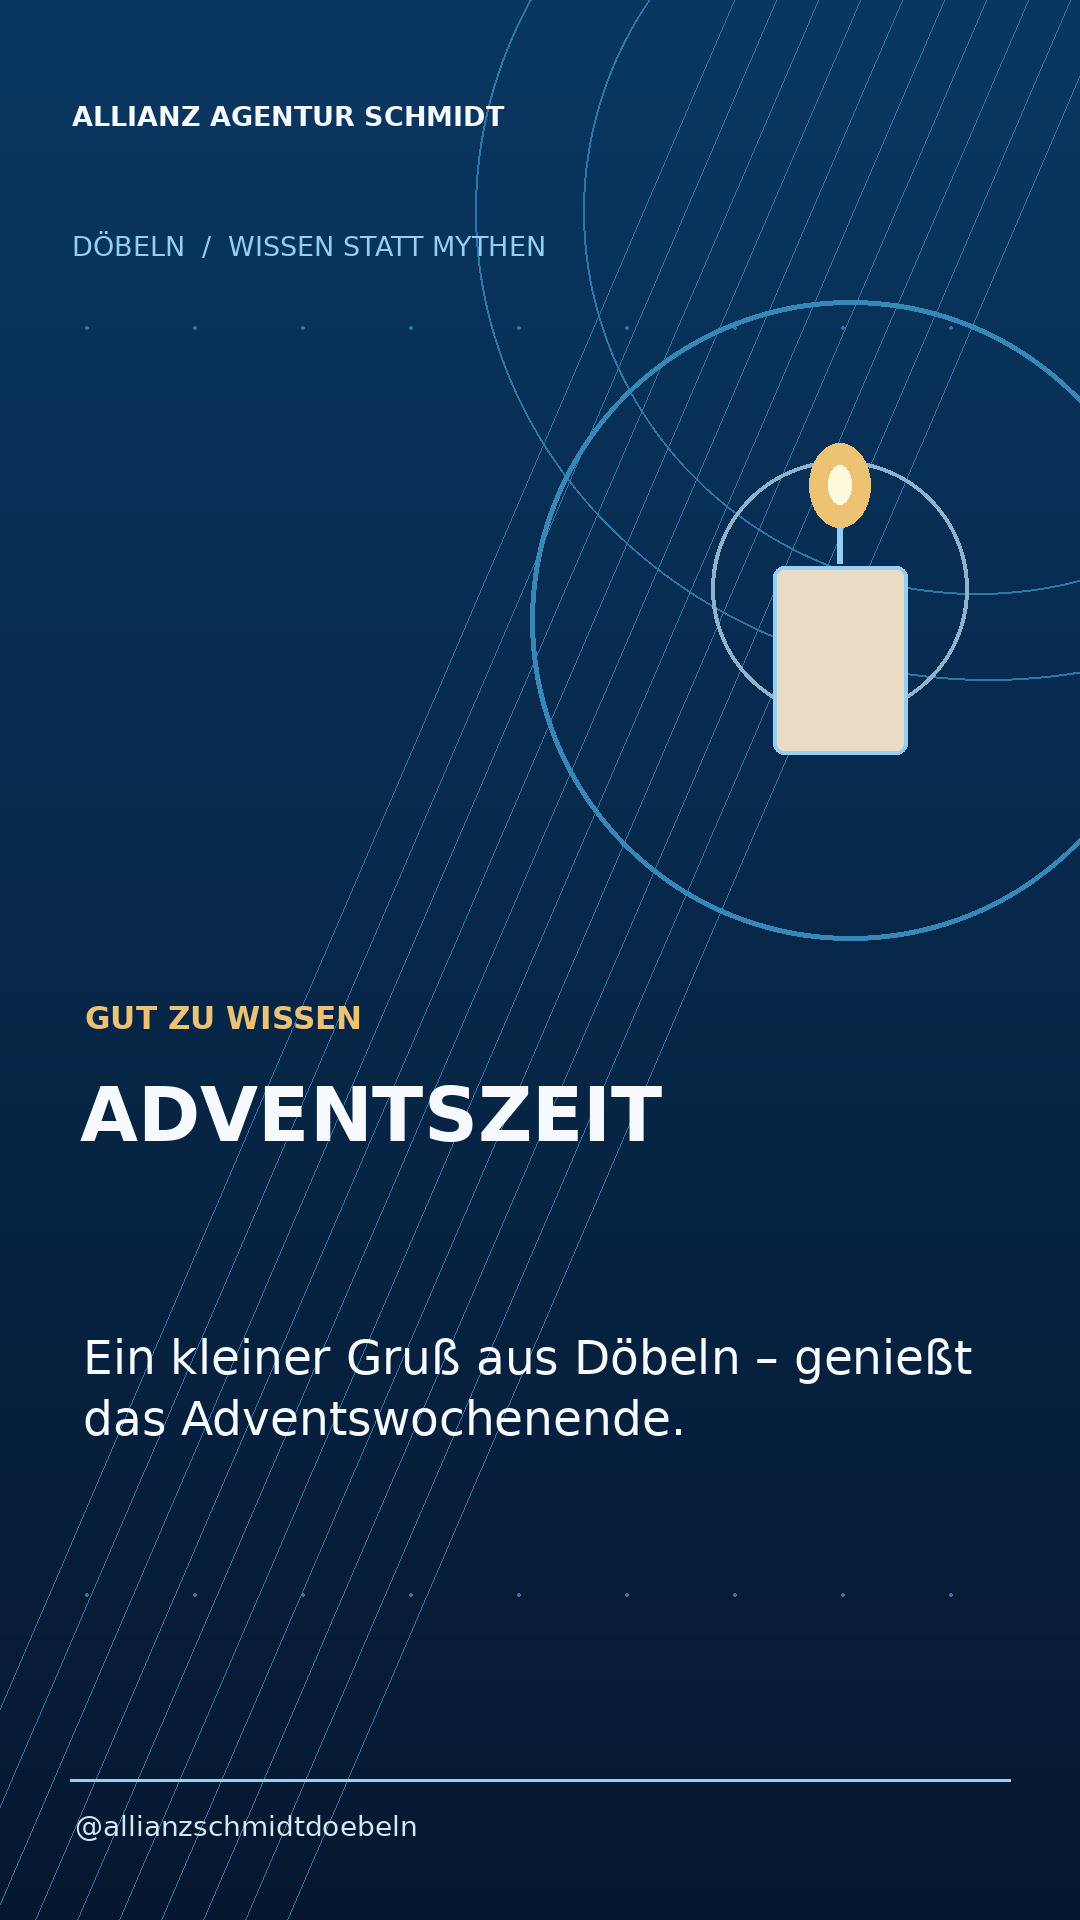 ALLIANZ AGENTUR SCHMIDT
DÖBELN / WISSEN STATT MYTHEN
GUT ZU WISSEN
ADVENTSZEIT
Ein kleiner Gruß aus Döbeln – genießt
das Adventswochenende.
@allianzschmidtdoebeln